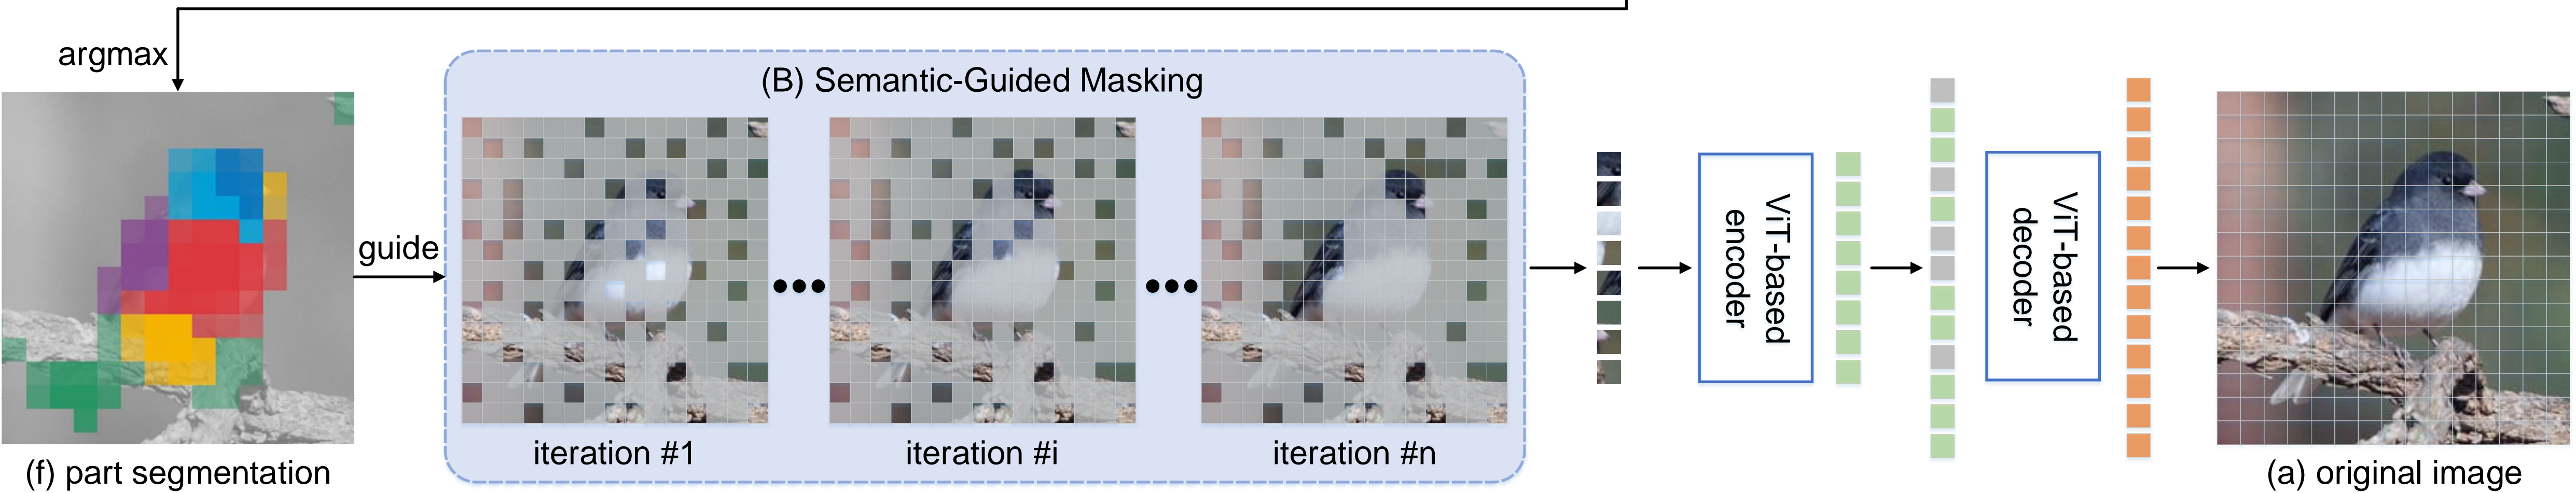 argmax
(B) Semantic-Guided Masking
guide
iteration #1
iteration #i
iteration #n
ViT-based
encoder
ViT-based
decoder
(f) part segmentation
(a) original image